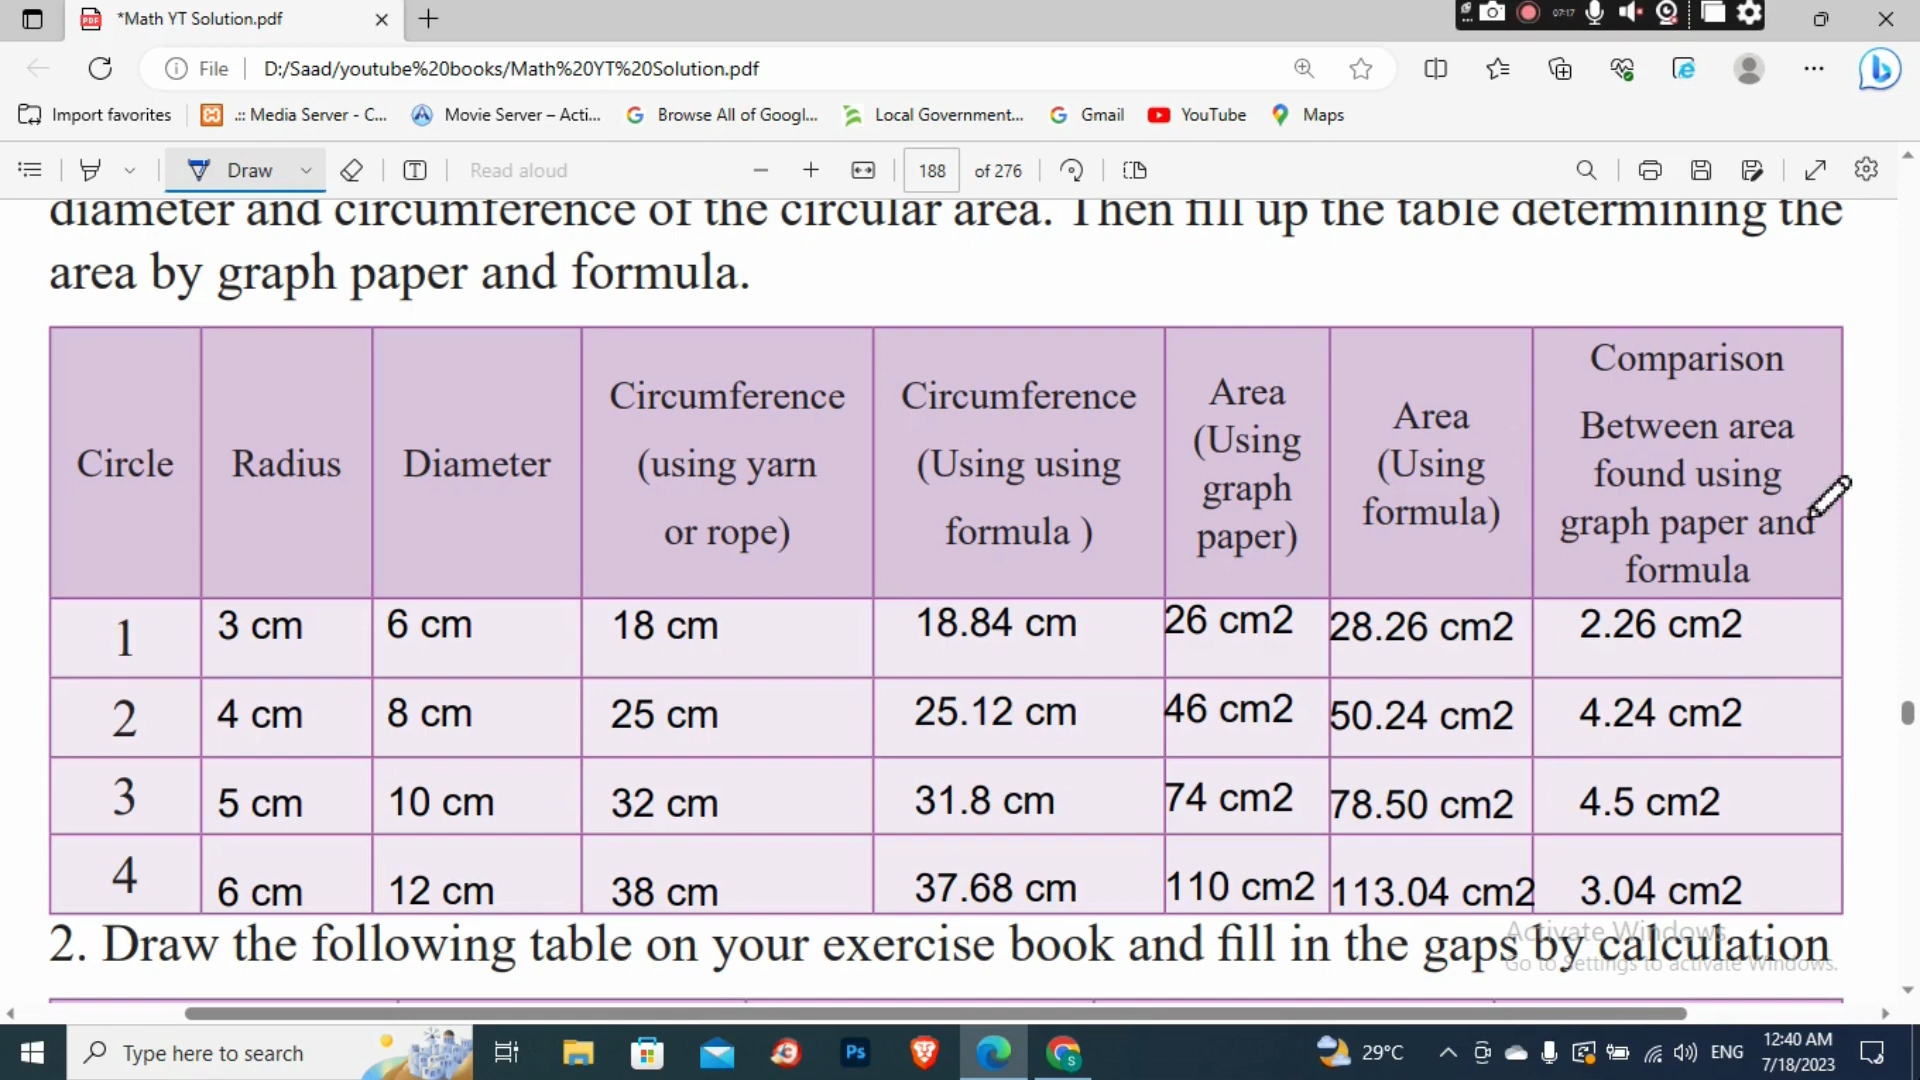 *Math YT Solution.pdf
07:17
File
D:/Saad/youtube%20books/Math%20YT%20Solution.pdf
Import favorites
.:: Media Server - C...
Movie Server – Acti...
Browse All of Googl...
Local Government...
Gmail
YouTube
Maps
Draw
Read aloud
188
of 276
diameter and circumference of the circular area. Then fill up the table determining the
area by graph paper and formula.
Circle
Radius
Diameter
Circumference
(using yarn
or rope)
Circumference
(Using using
formula )
Area
(Using
graph
paper)
Area
(Using
formula)
Comparison
Between area
found using
graph paper and
formula
1 3 cm 6 cm 18 cm 18.84 cm 26 cm2 28.26 cm2 2.26 cm2
2 4 cm 8 cm 25 cm 25.12 cm 46 cm2 50.24 cm2 4.24 cm2
3 5 cm 10 cm 32 cm 31.8 cm 74 cm2 78.50 cm2 4.5 cm2
4 6 cm 12 cm 38 cm 37.68 cm 110 cm2 113.04 cm2 3.04 cm2
2. Draw the following table on your exercise book and fill in the gaps by calculation
Activate Windows
Go to Settings to activate Windows.
Type here to search
29°C
ENG
12:40 AM
7/18/2023